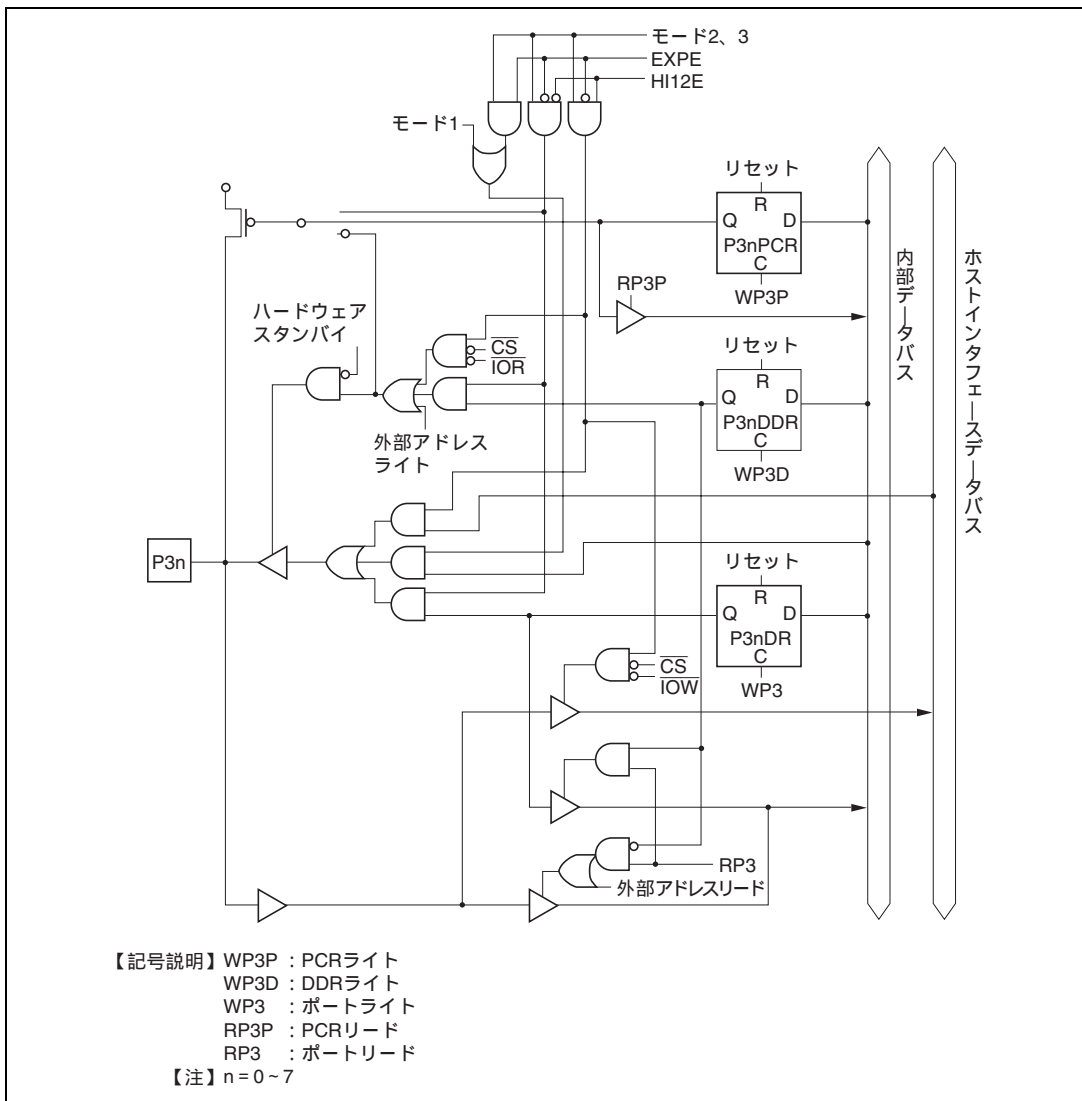 モード2、3
EXPE
HI12E
モード1
リセット
R
Q D
P3nPCR
C
WP3P
RP3P
内部データバス
ホストインタフェースデータバス
ハードウェア
スタンバイ
CS
IOR
リセット
R
Q D
P3nDDR
C
WP3D
外部アドレス
ライト
P3n
リセット
R
Q D
P3nDR
C
WP3
CS
IOW
RP3
外部アドレスリード
【記号説明】WP3P : PCRライト
WP3D : DDRライト
WP3 : ポートライト
RP3P : PCRリード
RP3 : ポートリード
【注】n = 0~7